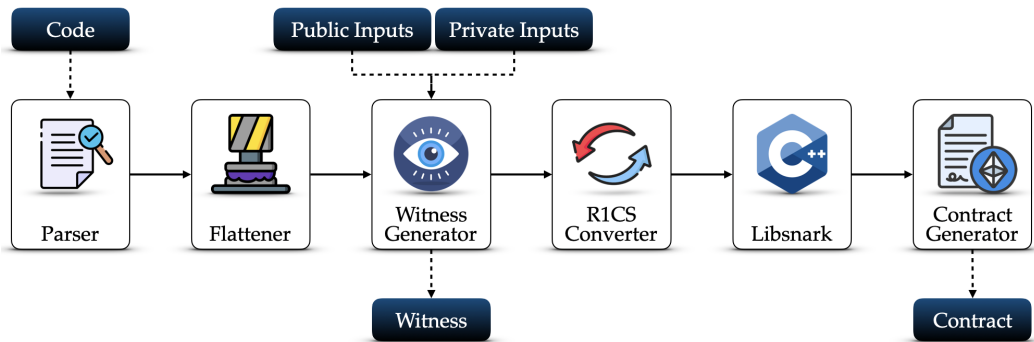 Code
Public Inputs
Private Inputs
C++
Parser
Flattener
Witness
Generator
R1CS
Converter
Libsnark
Contract
Generator
Witness
Contract